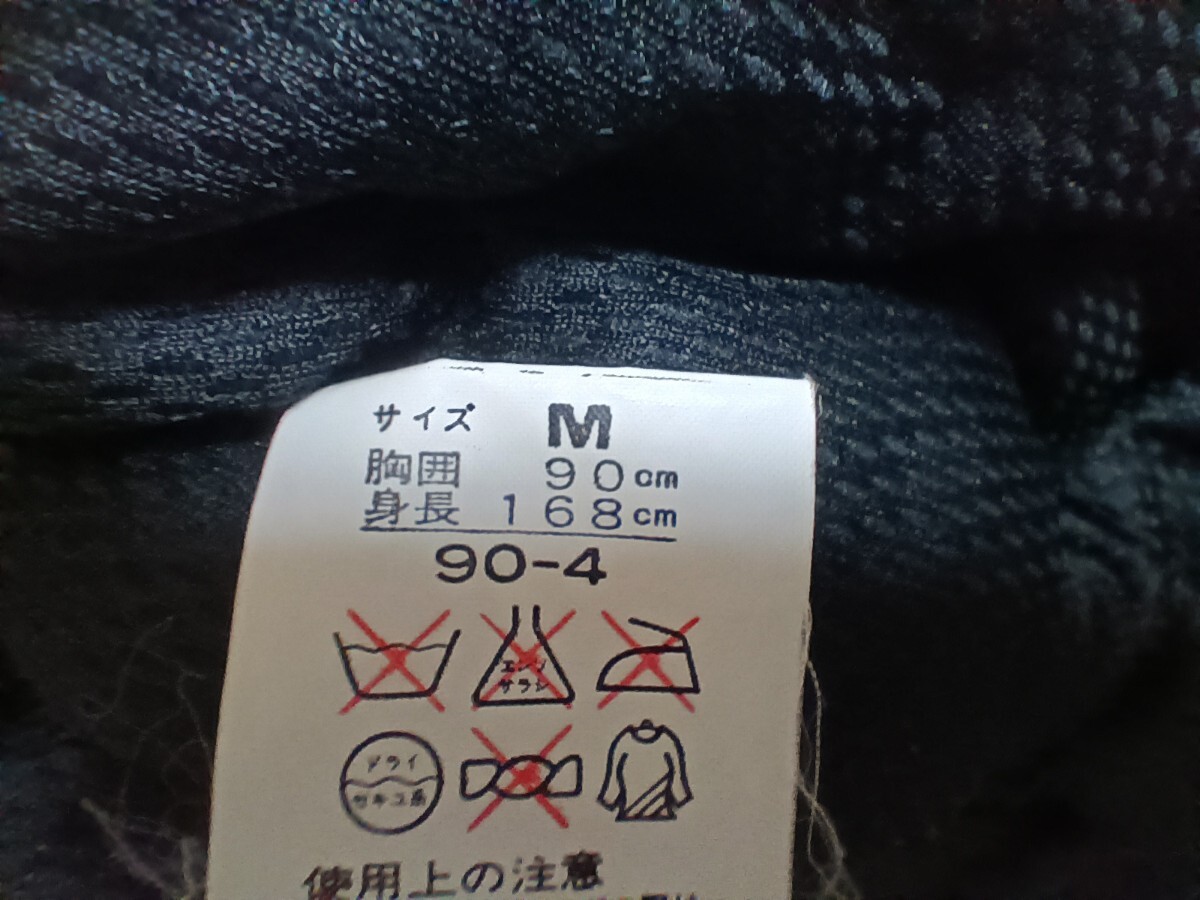 サイズ M
胸囲 90cm
身長 168cm
90-4
エンソ
サラシ
ドライ
セキユ系
使用上の注意